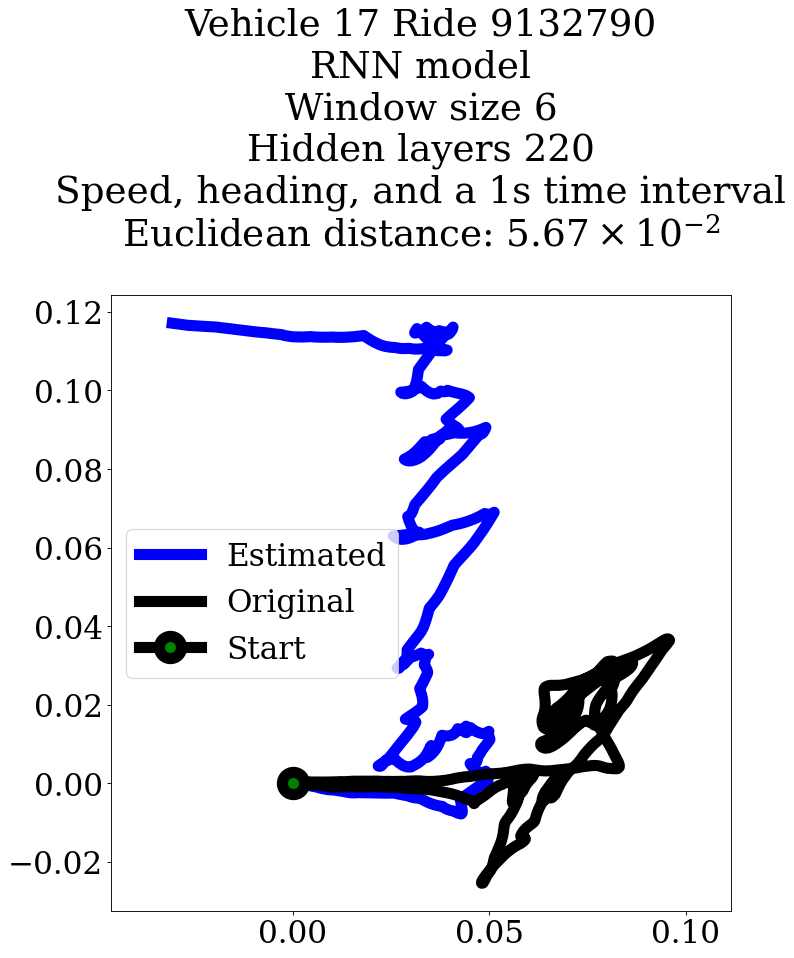 Vehicle 17 Ride 9132790
RNN model
Window size 6
Hidden layers 220
Speed, heading, and a 1s time interval
Euclidean distance: 5.67 × 10⁻²
0.12
0.10
0.08
0.06
0.04
0.02
0.00
−0.02
Estimated
Original
Start
0.00 0.05 0.10